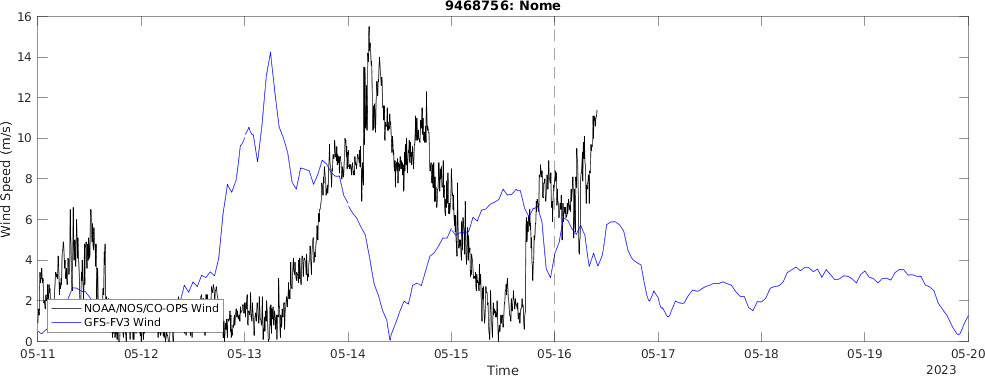 9468756: Nome
Wind Speed (m/s)
16
14
12
10
8
6
4
2
0
NOAA/NOS/CO-OPS Wind
GFS-FV3 Wind
05-11 05-12 05-13 05-14 05-15 05-16 05-17 05-18 05-19 05-20
Time
2023